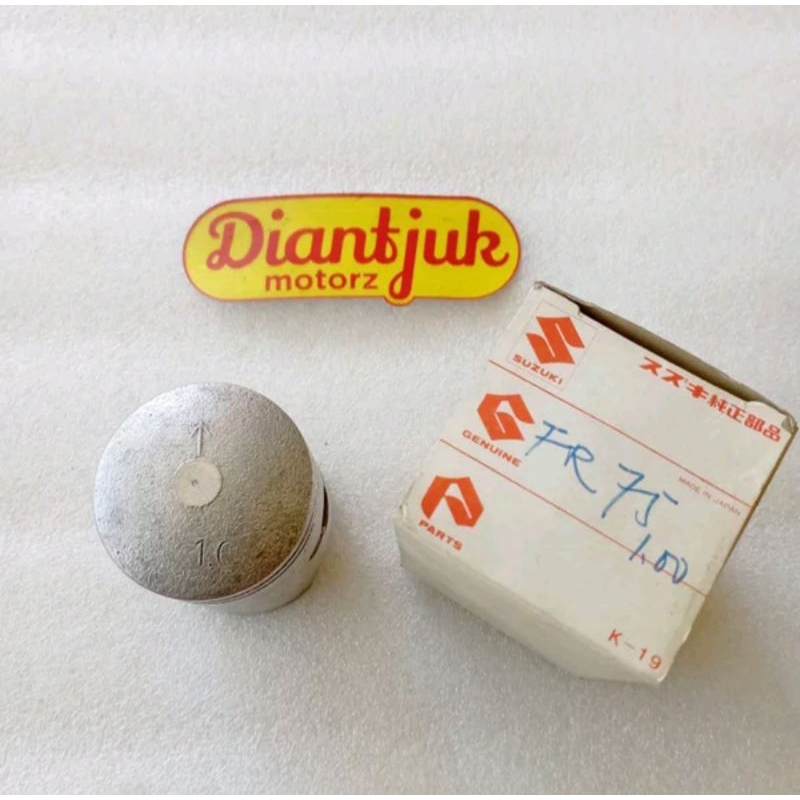 Diantjuk
motorz
SUZUKI
スズキ純正部品
GENUINE
MADE IN JAPAN
PARTS
FR 75
1.00
K-19
1.0